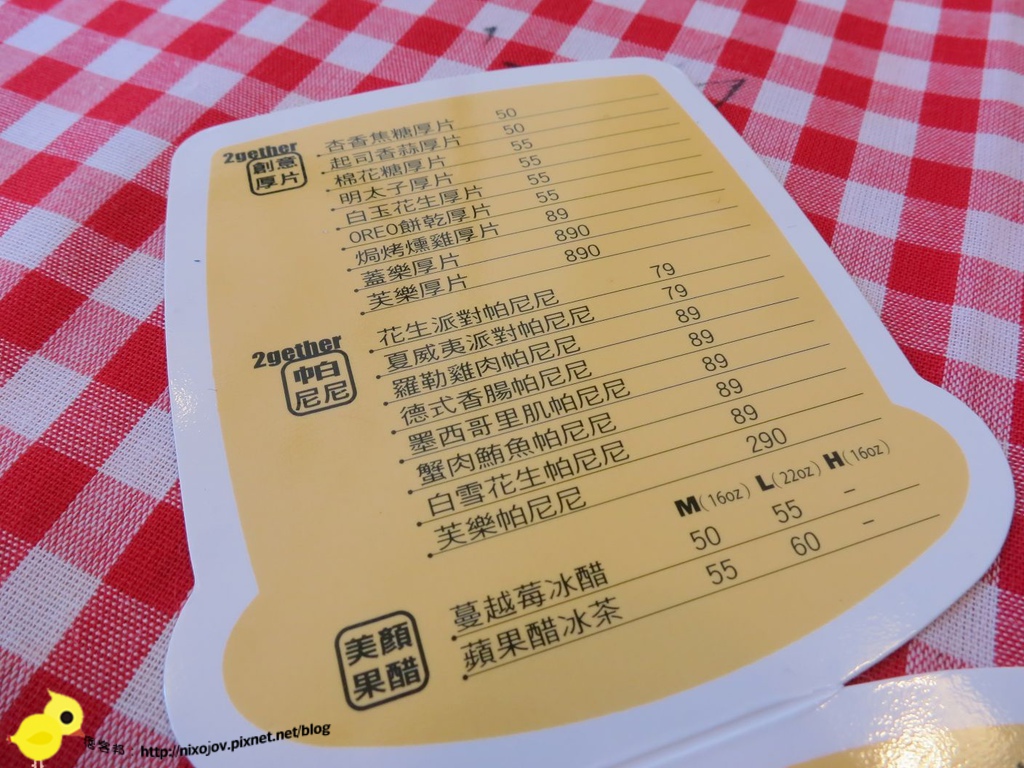 2gether
創意
厚片
杏香焦糖厚片 50
起司香蒜厚片 50
棉花糖厚片 55
明太子厚片 55
白玉花生厚片 55
OREO餅乾厚片 55
焗烤燻雞厚片 89
蓋樂厚片 890
芙樂厚片 890
2gether
帕白
尼尼
花生派對帕尼尼 79
夏威夷派對帕尼尼 79
羅勒雞肉帕尼尼 89
德式香腸帕尼尼 89
墨西哥里肌帕尼尼 89
蟹肉鮪魚帕尼尼 89
白雪花生帕尼尼 89
芙樂帕尼尼 290
M(16oz) L(22oz) H(16oz)
美顏
果醋
蔓越莓冰醋 50 55 –
蘋果醋冰茶 55 60 –
http://nixojov.pixnet.net/blog